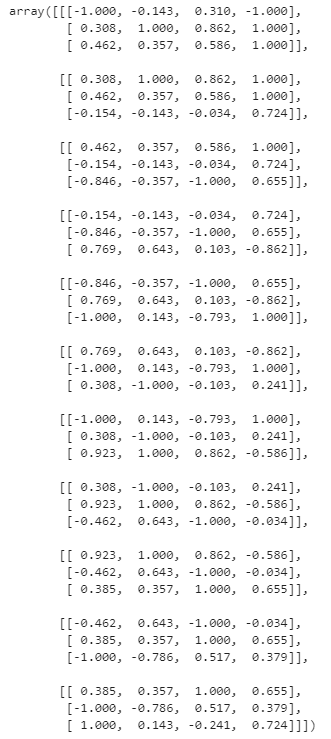 array([[[-1.000, -0.143, 0.310, -1.000],
[ 0.308, 1.000, 0.862, 1.000],
[ 0.462, 0.357, 0.586, 1.000]],
[[ 0.308, 1.000, 0.862, 1.000],
[ 0.462, 0.357, 0.586, 1.000],
[-0.154, -0.143, -0.034, 0.724]],
[[ 0.462, 0.357, 0.586, 1.000],
[-0.154, -0.143, -0.034, 0.724],
[-0.846, -0.357, -1.000, 0.655]],
[[-0.154, -0.143, -0.034, 0.724],
[-0.846, -0.357, -1.000, 0.655],
[ 0.769, 0.643, 0.103, -0.862]],
[[-0.846, -0.357, -1.000, 0.655],
[ 0.769, 0.643, 0.103, -0.862],
[-1.000, 0.143, -0.793, 1.000]],
[[ 0.769, 0.643, 0.103, -0.862],
[-1.000, 0.143, -0.793, 1.000],
[ 0.308, -1.000, -0.103, 0.241]],
[[-1.000, 0.143, -0.793, 1.000],
[ 0.308, -1.000, -0.103, 0.241],
[ 0.923, 1.000, 0.862, -0.586]],
[[ 0.308, -1.000, -0.103, 0.241],
[ 0.923, 1.000, 0.862, -0.586],
[-0.462, 0.643, -1.000, -0.034]],
[[ 0.923, 1.000, 0.862, -0.586],
[-0.462, 0.643, -1.000, -0.034],
[ 0.385, 0.357, 1.000, 0.655]],
[[-0.462, 0.643, -1.000, -0.034],
[ 0.385, 0.357, 1.000, 0.655],
[-1.000, -0.786, 0.517, 0.379]],
[[ 0.385, 0.357, 1.000, 0.655],
[-1.000, -0.786, 0.517, 0.379],
[ 1.000, 0.143, -0.241, 0.724]]])